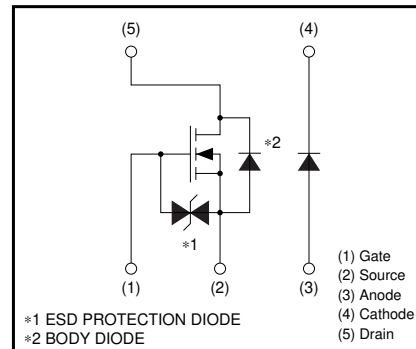 (5) (4)
∗2
∗1
(1) (2) (3)
(1) Gate
(2) Source
(3) Anode
(4) Cathode
(5) Drain
∗1 ESD PROTECTION DIODE
∗2 BODY DIODE